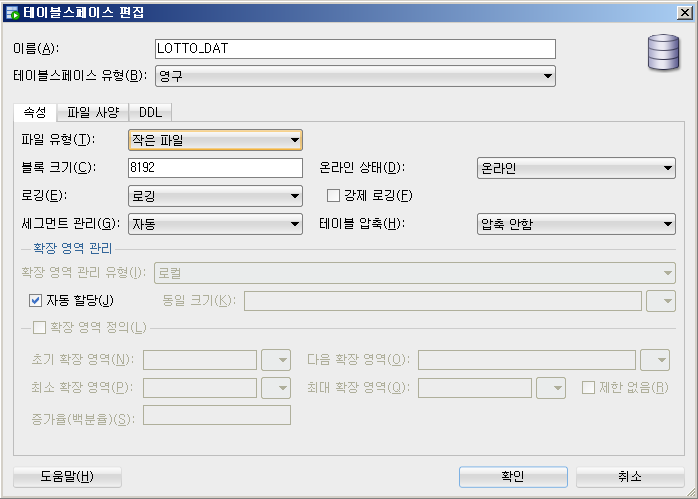 테이블스페이스 편집
이름(A): LOTTO_DAT
테이블스페이스 유형(B): 영구
속성 파일 사양 DDL
파일 유형(T): 작은 파일
블록 크기(C): 8192 온라인 상태(D): 온라인
로깅(E): 로깅 강제 로깅(F)
세그먼트 관리(G): 자동 테이블 압축(H): 압축 안함
확장 영역 관리
확장 영역 관리 유형(I): 로컬
자동 할당(J) 동일 크기(K):
확장 영역 정의(L)
초기 확장 영역(N): 다음 확장 영역(O):
최소 확장 영역(P): 최대 확장 영역(Q): 제한 없음(R)
증가율(백분율)(S):
도움말(H) 확인 취소